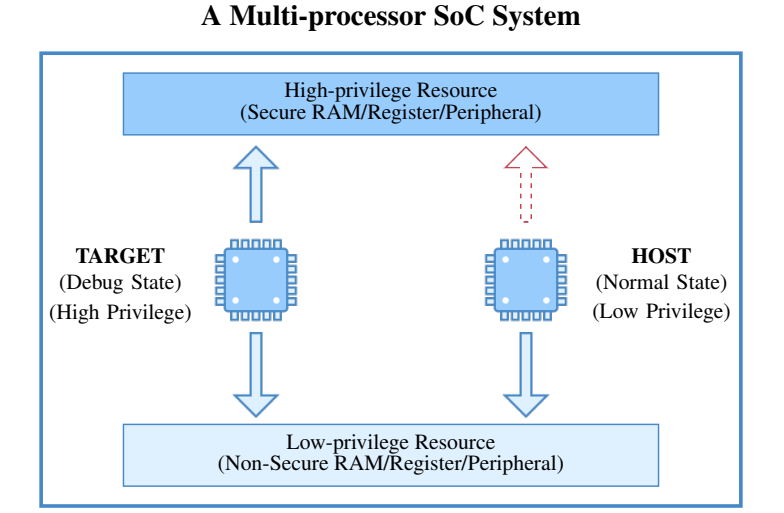 A Multi-processor SoC System
High-privilege Resource
(Secure RAM/Register/Peripheral)
TARGET
(Debug State)
(High Privilege)
HOST
(Normal State)
(Low Privilege)
Low-privilege Resource
(Non-Secure RAM/Register/Peripheral)